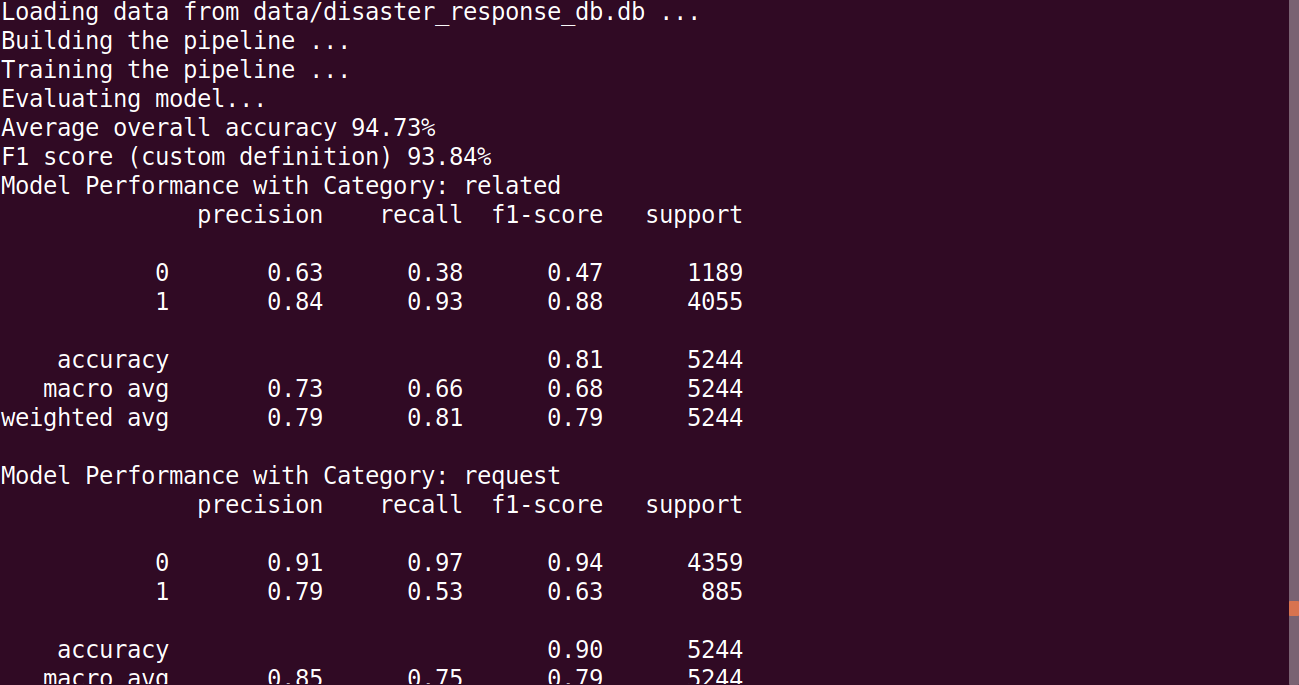 Loading data from data/disaster_response_db.db ...
Building the pipeline ...
Training the pipeline ...
Evaluating model...
Average overall accuracy 94.73%
F1 score (custom definition) 93.84%
Model Performance with Category: related
              precision    recall  f1-score   support

           0       0.63      0.38      0.47      1189
           1       0.84      0.93      0.88      4055

    accuracy                           0.81      5244
   macro avg       0.73      0.66      0.68      5244
weighted avg       0.79      0.81      0.79      5244

Model Performance with Category: request
              precision    recall  f1-score   support

           0       0.91      0.97      0.94      4359
           1       0.79      0.53      0.63       885

    accuracy                           0.90      5244
   macro avg       0.85      0.75      0.79      5244